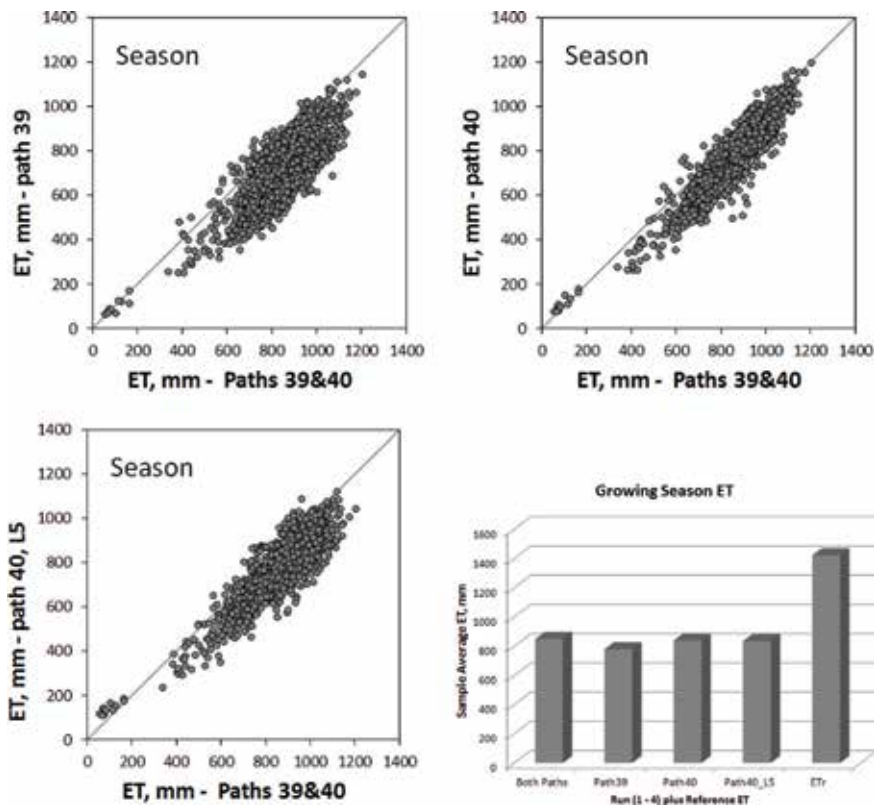 Season
ET, mm - path 39
1400
1200
1000
800
600
400
200
0
0 200 400 600 800 1000 1200 1400
ET, mm - Paths 39&40
Season
ET, mm - path 40
1400
1200
1000
800
600
400
200
0
0 200 400 600 800 1000 1200 1400
ET, mm - Paths 39&40
Season
ET, mm - path 40, L5
1400
1200
1000
800
600
400
200
0
0 200 400 600 800 1000 1200 1400
ET, mm - Paths 39&40
Growing Season ET
Sample Average ET, mm
1600
1400
1200
1000
800
600
400
200
0
Both Paths Path39 Path40 Path40_L5 ETr
Run (1 - 4) plus Reference ET